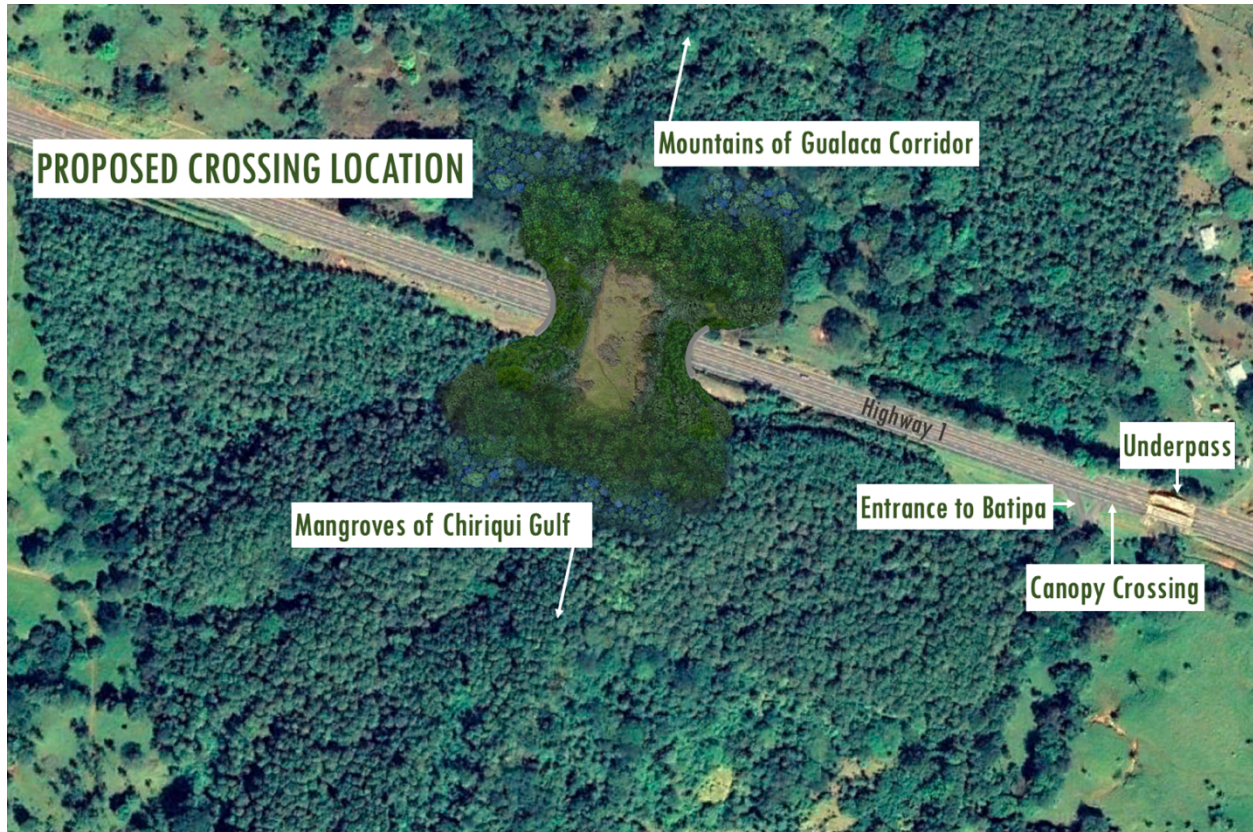 Mountains of Gualaca Corridor
PROPOSED CROSSING LOCATION
Highway 1
Underpass
Entrance to Batipa
Mangroves of Chiriqui Gulf
Canopy Crossing